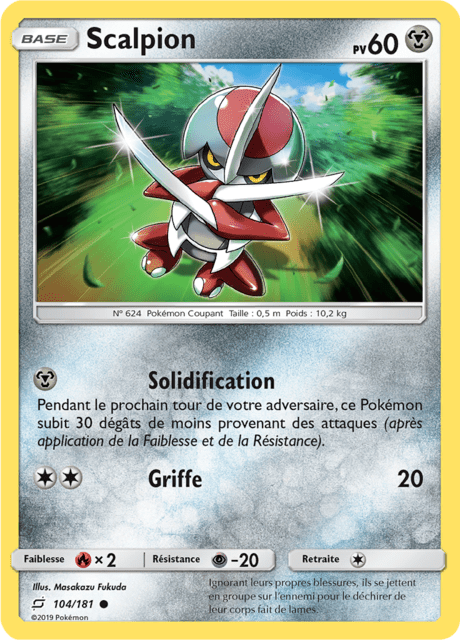 BASE Scalpion PV60
N° 624 Pokémon Coupant Taille : 0,5 m Poids : 10,2 kg
Solidification
Pendant le prochain tour de votre adversaire, ce Pokémon
subit 30 dégâts de moins provenant des attaques (après
application de la Faiblesse et de la Résistance).
Griffe 20
Faiblesse × 2 Résistance -20 Retraite
Illus. Masakazu Fukuda
104/181
©2019 Pokémon
Ignorant leurs propres blessures, ils se jettent
en groupe sur l'ennemi pour le déchirer de
leur corps fait de lames.